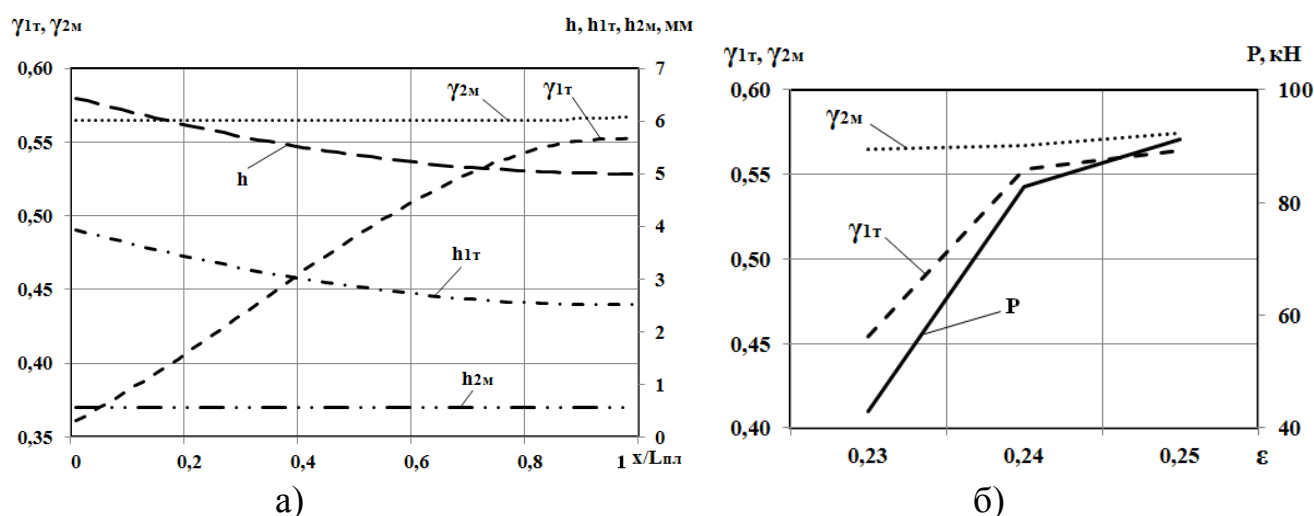 γ1т, γ2м
h, h1т, h2м, мм
0,60
0,55
0,50
0,45
0,40
0,35
7
6
5
4
3
2
1
0
γ2м
γ1т
h
h1т
h2м
0
0,2
0,4
0,6
0,8
1
x/Lпл
а)
γ1т, γ2м
P, кН
0,60
0,55
0,50
0,45
0,40
100
80
60
40
γ2м
γ1т
P
0,23
0,24
0,25
ε
б)